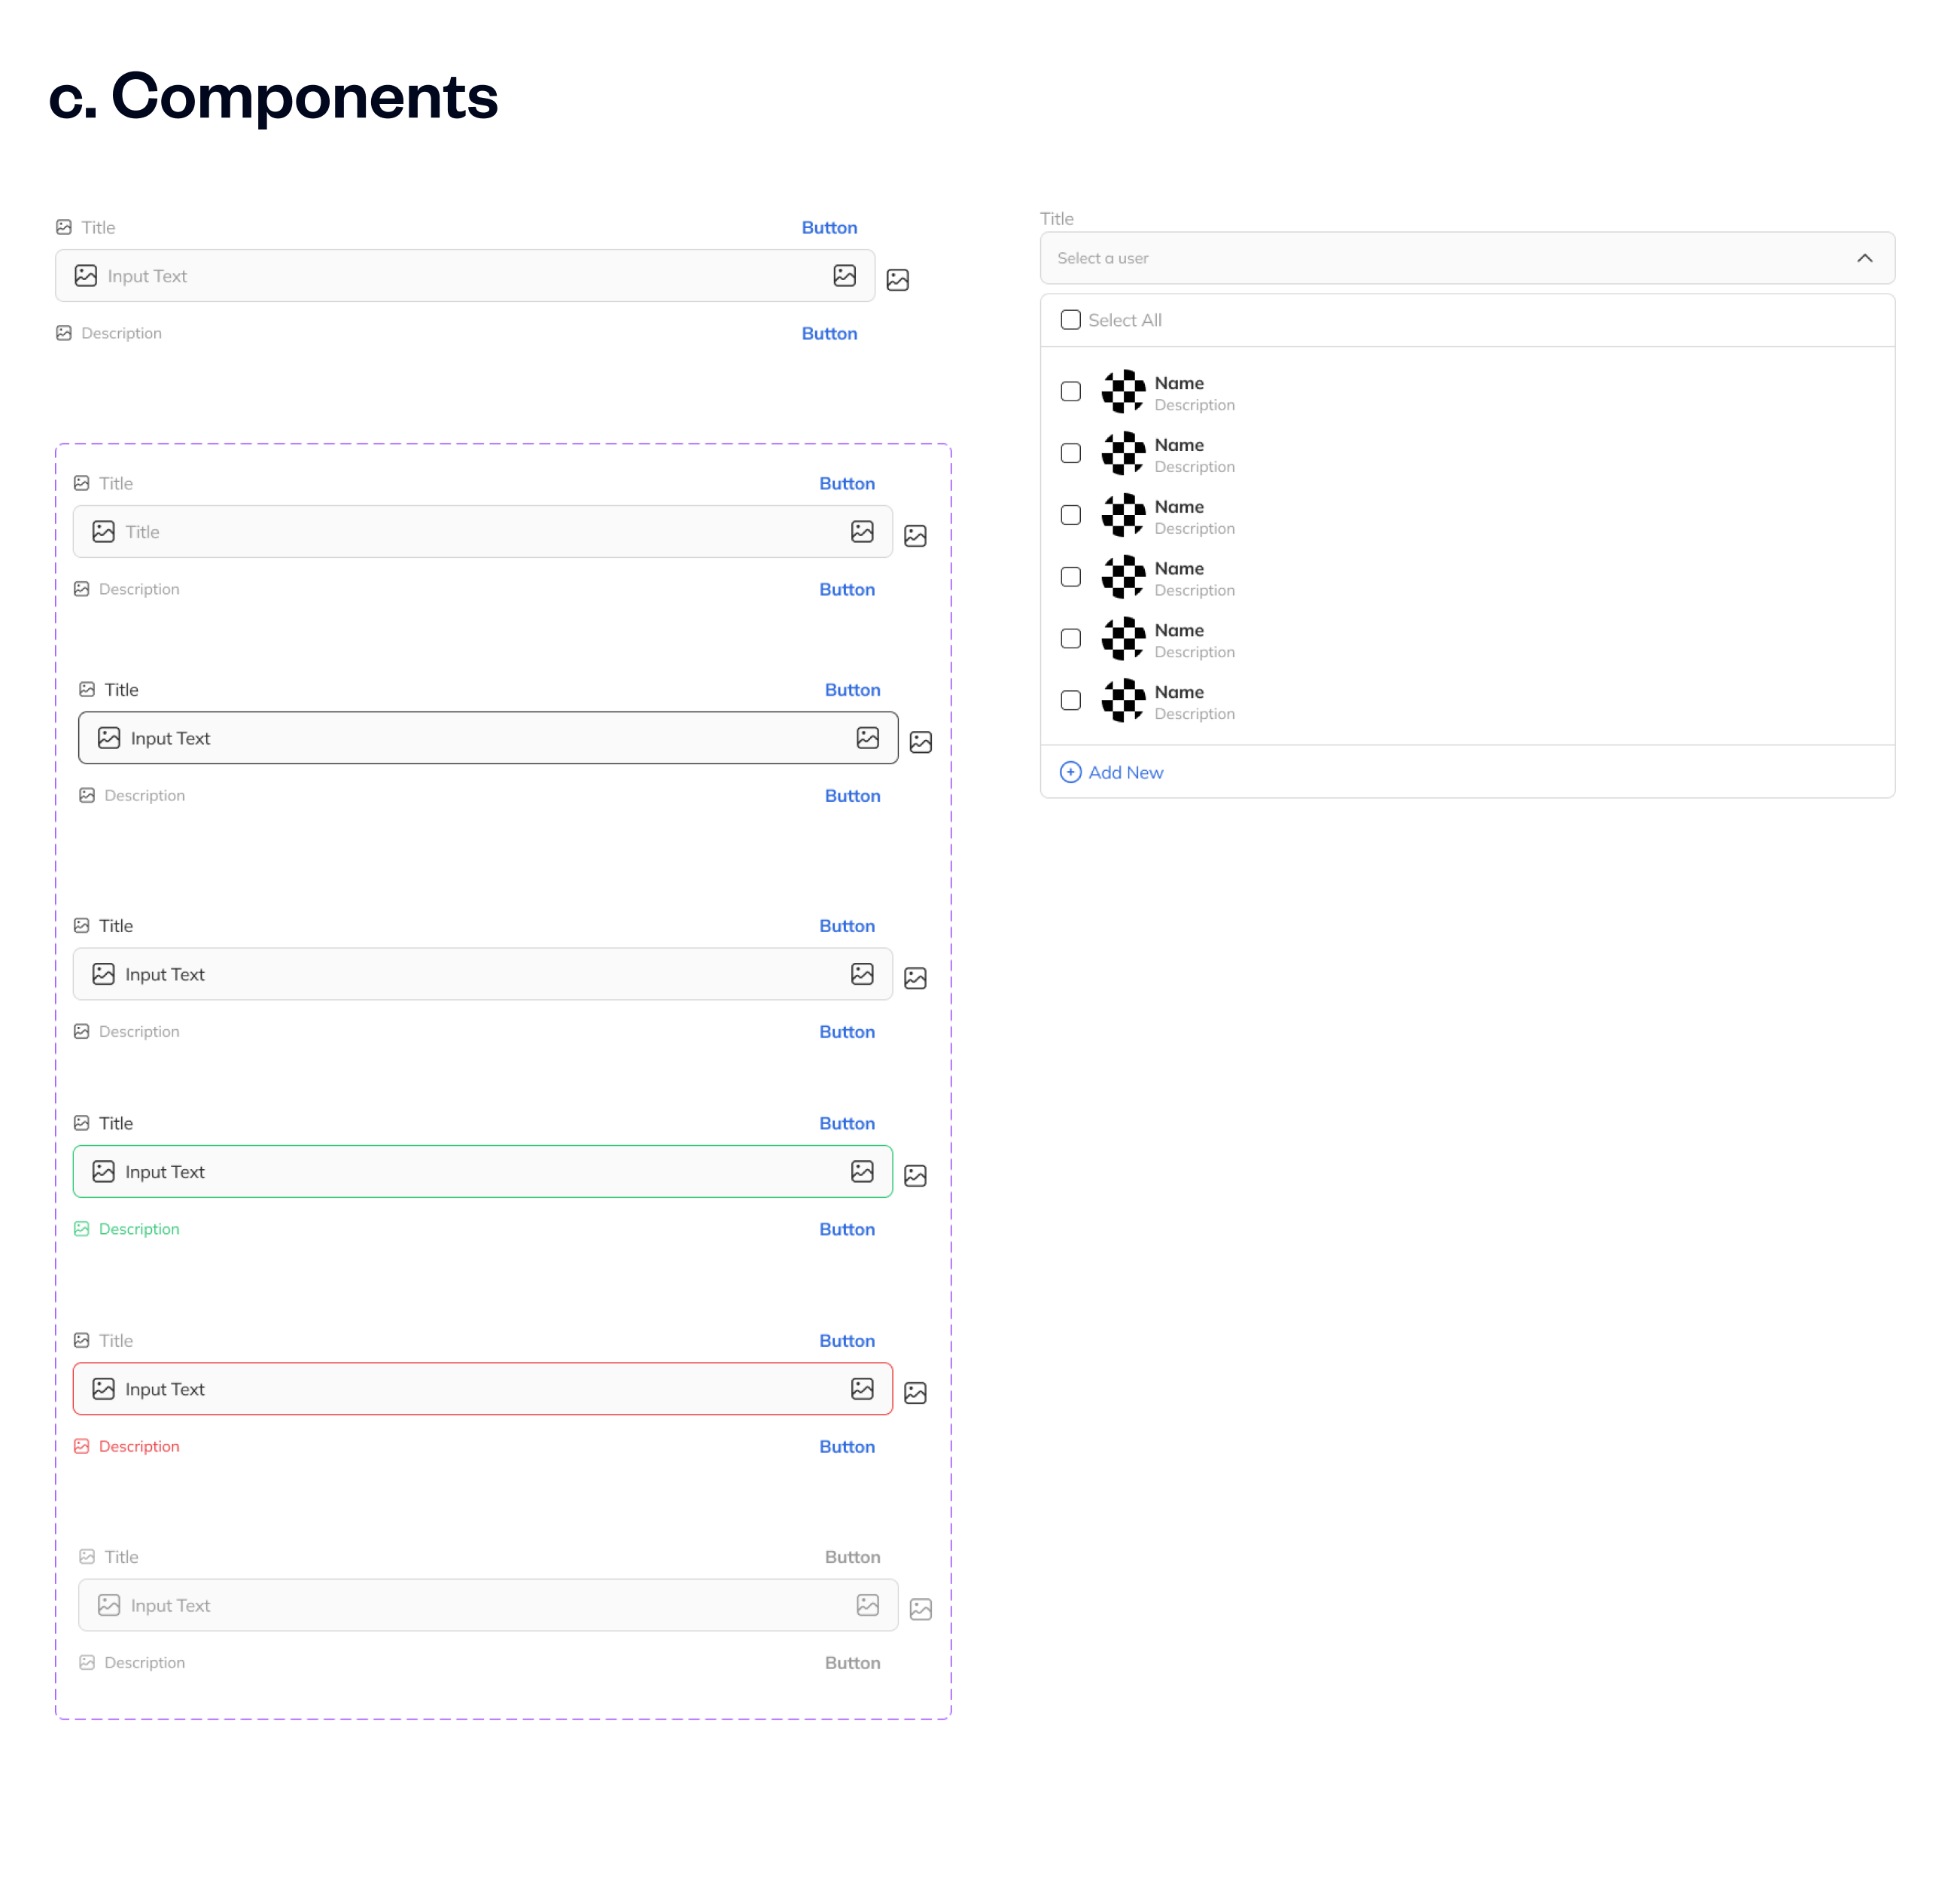 c. Components
Title Button
Input Text
Description Button
Title Button
Title
Description Button
Title Button
Input Text
Description Button
Title Button
Input Text
Description Button
Title Button
Input Text
Description Button
Title Button
Input Text
Description Button
Title Button
Input Text
Description Button
Title
Select a user
Select All
Name
Description
Name
Description
Name
Description
Name
Description
Name
Description
Name
Description
Add New